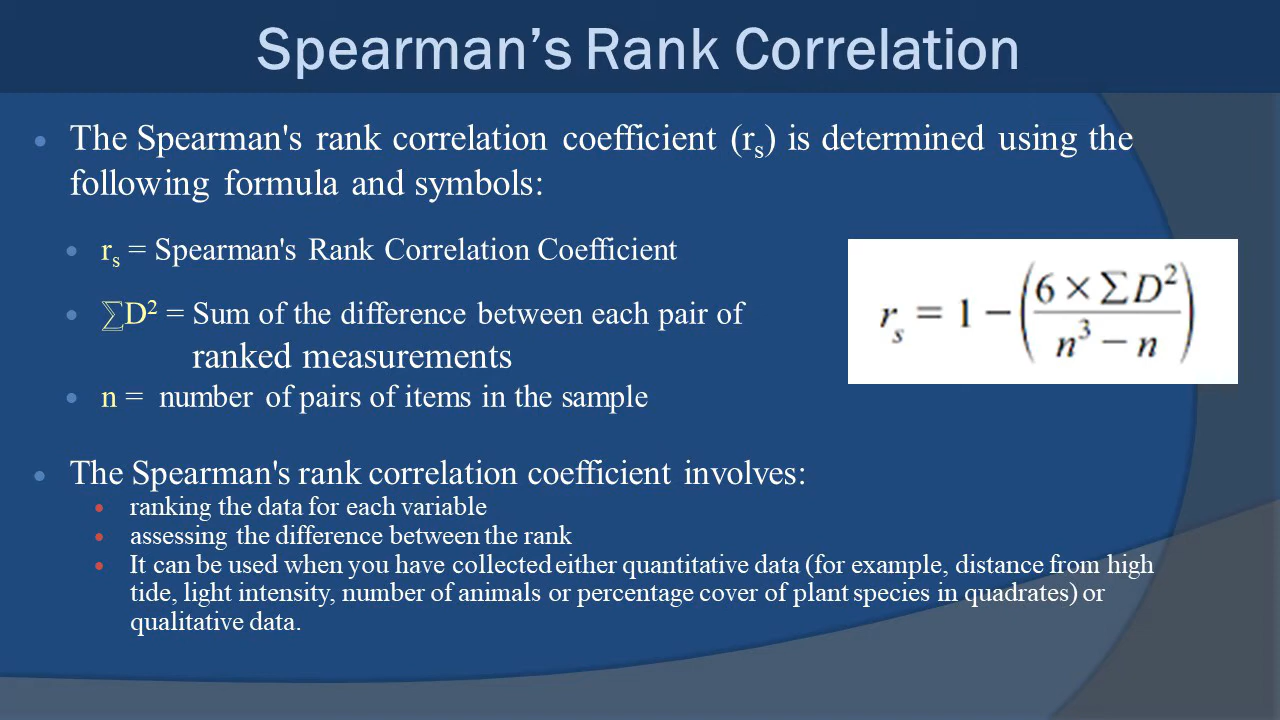 Spearman’s Rank Correlation
• The Spearman's rank correlation coefficient (rₛ) is determined using the
following formula and symbols:
• rₛ = Spearman's Rank Correlation Coefficient
• ∑D² = Sum of the difference between each pair of
ranked measurements
• n = number of pairs of items in the sample
rₛ = 1 − (6 × ΣD² / n³ − n)
• The Spearman's rank correlation coefficient involves:
• ranking the data for each variable
• assessing the difference between the rank
• It can be used when you have collected either quantitative data (for example, distance from high
tide, light intensity, number of animals or percentage cover of plant species in quadrates) or
qualitative data.